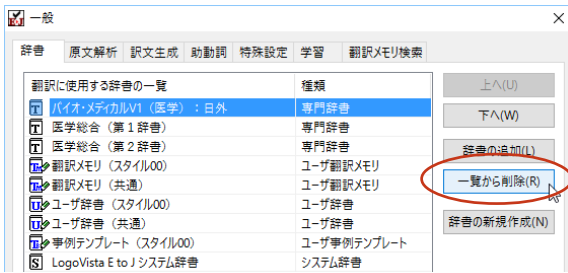 一般
辞書 原文解析 訳文生成 助動詞 特殊設定 学習 翻訳メモリ検索
翻訳に使用する辞書の一覧 種類
バイオ・メディカルV1（医学）：日外 専門辞書
医学総合（第１辞書） 専門辞書
医学総合（第２辞書） 専門辞書
翻訳メモリ（スタイル00） ユーザ翻訳メモリ
翻訳メモリ（共通） ユーザ翻訳メモリ
ユーザ辞書（スタイル00） ユーザ辞書
ユーザ辞書（共通） ユーザ辞書
事例テンプレート（スタイル00） ユーザ事例テンプレート
LogoVista E to J システム辞書 システム辞書
上へ(U)
下へ(W)
辞書の追加(L)
一覧から削除(R)
辞書の新規作成(N)